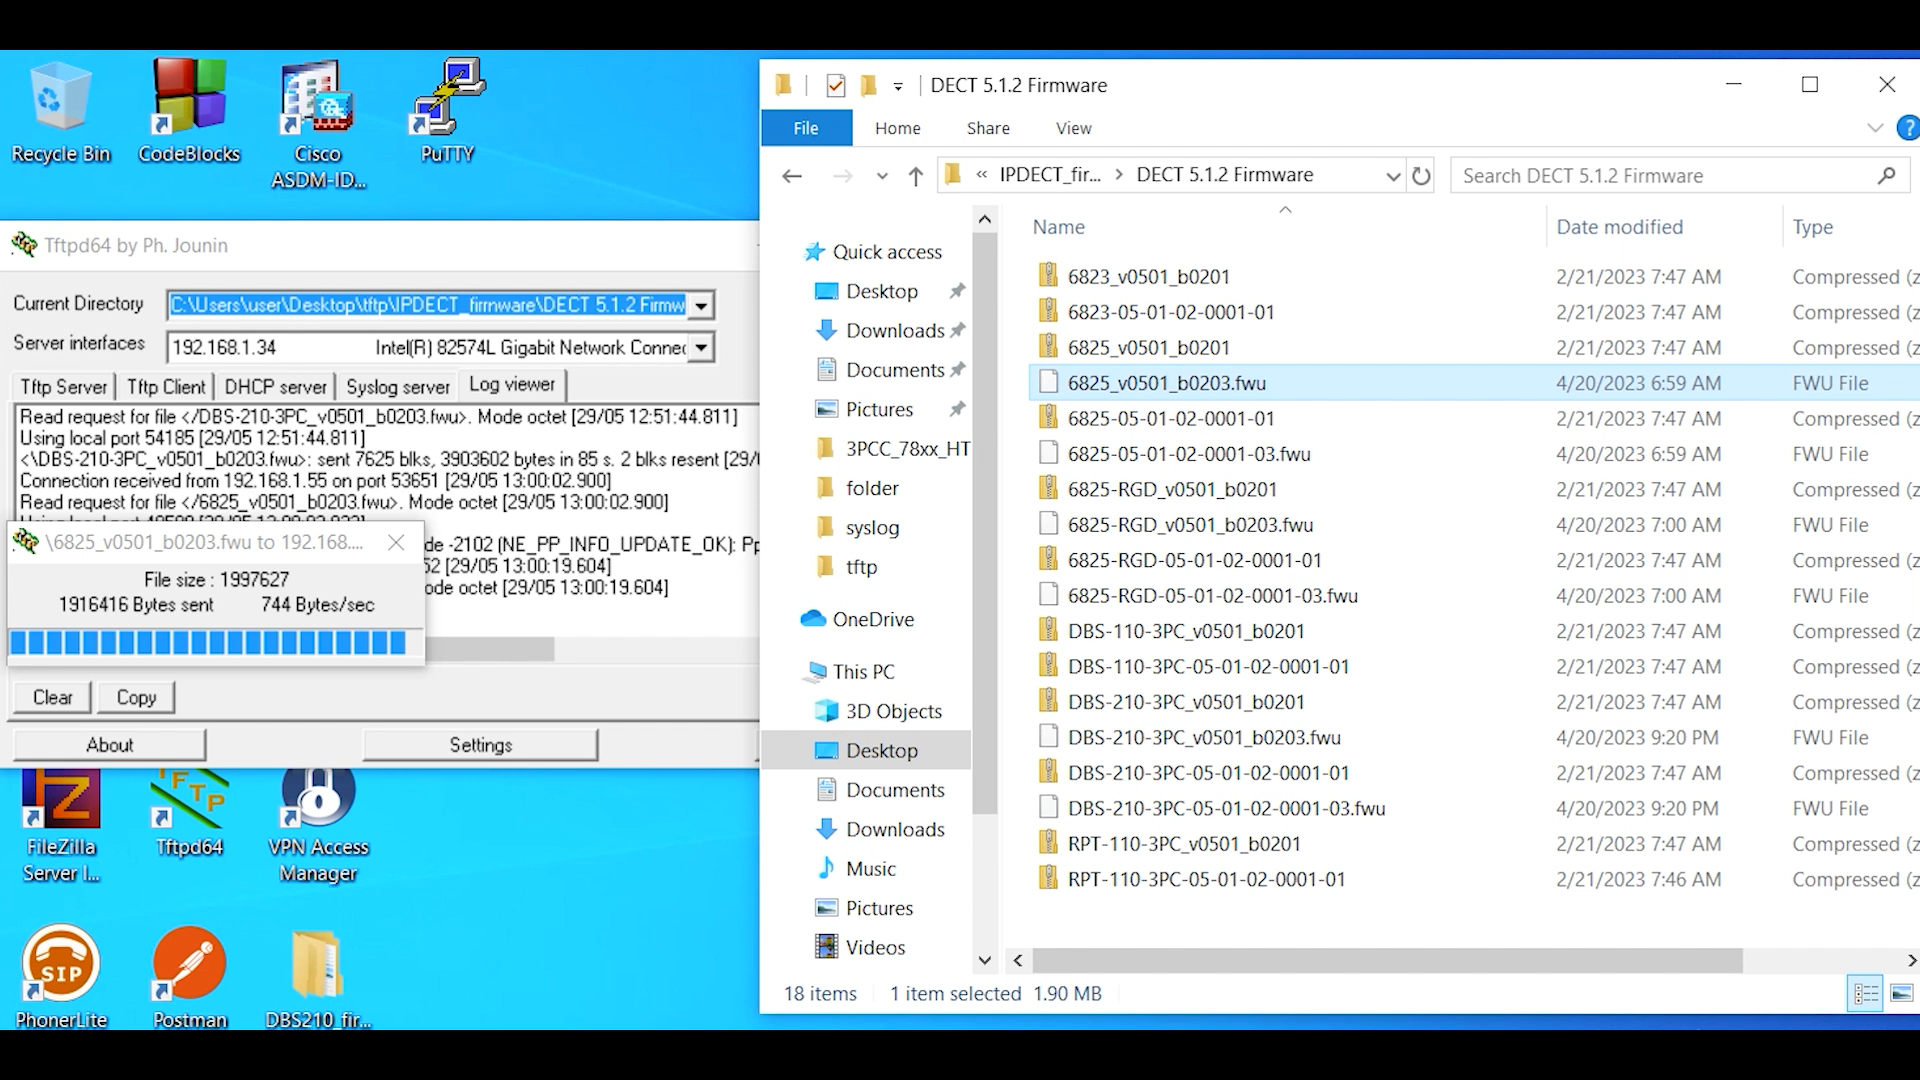 Recycle Bin
CodeBlocks
Cisco
ASDM-ID...
PuTTY
Tftpd64 by Ph. Jounin
Current Directory
C:\Users\user\Desktop\tftp\IPDECT_firmware\DECT 5.1.2 Firmw
Server interfaces
192.168.1.34 Intel(R) 82574L Gigabit Network Connec
Tftp Server
Tftp Client
DHCP server
Syslog server
Log viewer
Read request for file </DBS-210-3PC_v0501_b0203.fwu>. Mode octet [29/05 12:51:44.811]
Using local port 54185 [29/05 12:51:44.811]
<\DBS-210-3PC_v0501_b0203.fwu>: sent 7625 blks, 3903602 bytes in 85 s. 2 blks resent [29/
Connection received from 192.168.1.55 on port 53651 [29/05 13:00:02.900]
Read request for file </6825_v0501_b0203.fwu>. Mode octet [29/05 13:00:02.900]
de -2102 (NE_PP_INFO_UPDATE_OK): Pp
52 [29/05 13:00:19.604]
ode octet [29/05 13:00:19.604]
\6825_v0501_b0203.fwu to 192.168....
File size : 1997627
1916416 Bytes sent 744 Bytes/sec
Clear
Copy
About
Settings
FileZilla
Server I...
Tftpd64
VPN Access
Manager
PhonerLite
Postman
DBS210_fir...
DECT 5.1.2 Firmware
File
Home
Share
View
?
« IPDECT_fir... > DECT 5.1.2 Firmware
Search DECT 5.1.2 Firmware
Quick access
Desktop
Downloads
Documents
Pictures
3PCC_78xx_HT
folder
syslog
tftp
OneDrive
This PC
3D Objects
Desktop
Documents
Downloads
Music
Pictures
Videos
Name Date modified Type
6823_v0501_b0201 2/21/2023 7:47 AM Compressed (z
6823-05-01-02-0001-01 2/21/2023 7:47 AM Compressed (z
6825_v0501_b0201 2/21/2023 7:47 AM Compressed (z
6825_v0501_b0203.fwu 4/20/2023 6:59 AM FWU File
6825-05-01-02-0001-01 2/21/2023 7:47 AM Compressed (z
6825-05-01-02-0001-03.fwu 4/20/2023 6:59 AM FWU File
6825-RGD_v0501_b0201 2/21/2023 7:47 AM Compressed (z
6825-RGD_v0501_b0203.fwu 4/20/2023 7:00 AM FWU File
6825-RGD-05-01-02-0001-01 2/21/2023 7:47 AM Compressed (z
6825-RGD-05-01-02-0001-03.fwu 4/20/2023 7:00 AM FWU File
DBS-110-3PC_v0501_b0201 2/21/2023 7:47 AM Compressed (z
DBS-110-3PC-05-01-02-0001-01 2/21/2023 7:47 AM Compressed (z
DBS-210-3PC_v0501_b0201 2/21/2023 7:47 AM Compressed (z
DBS-210-3PC_v0501_b0203.fwu 4/20/2023 9:20 PM FWU File
DBS-210-3PC-05-01-02-0001-01 2/21/2023 7:47 AM Compressed (z
DBS-210-3PC-05-01-02-0001-03.fwu 4/20/2023 9:20 PM FWU File
RPT-110-3PC_v0501_b0201 2/21/2023 7:47 AM Compressed (z
RPT-110-3PC-05-01-02-0001-01 2/21/2023 7:46 AM Compressed (z
18 items 1 item selected 1.90 MB